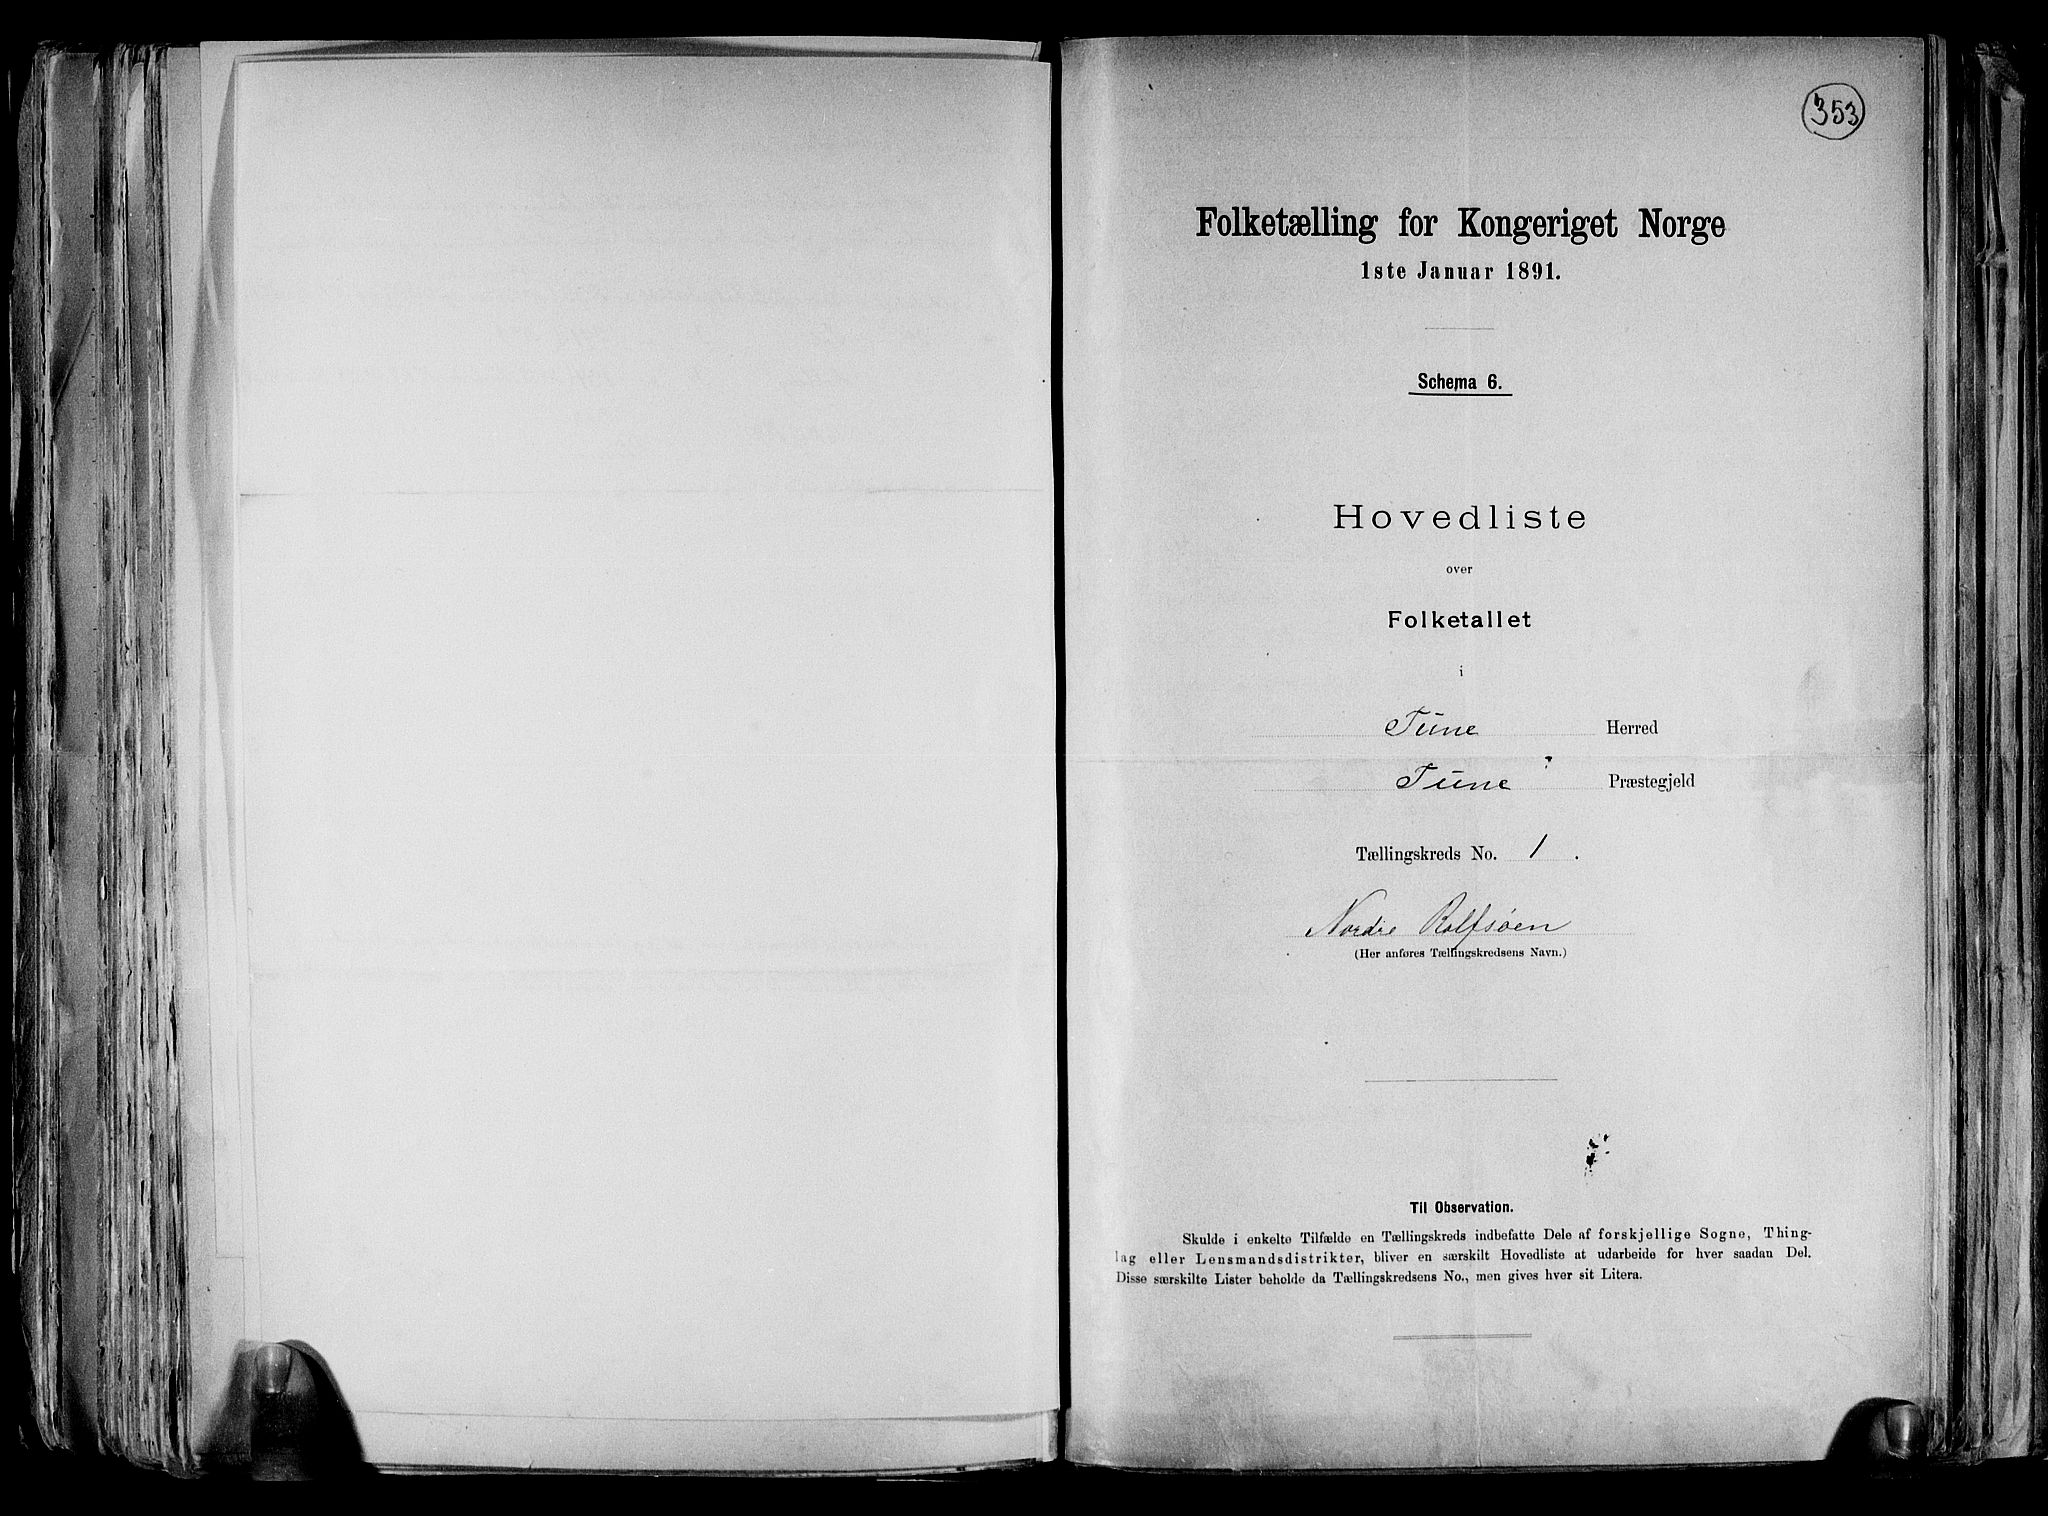 353
Folketælling for Kongeriget Norge
1ste Januar 1891.
Schema 6.
Hovedliste
over
Folketallet
i
Tune Herred
Tune Præstegjeld
Tællingskreds No. 1.
Nordre Rolfsøen
(Her anføres Tællingskredsens Navn.)
Til Observation.
Skulde i enkelte Tilfælde en Tællingskreds indbefatte Dele af forskjellige Sogne, Thing-
lag eller Lensmandsdistrikter, bliver en særskilt Hovedliste at udarbeide for hver saadan Del.
Disse særskilte Lister beholde da Tællingskredsens No., men gives hver sit Litera.